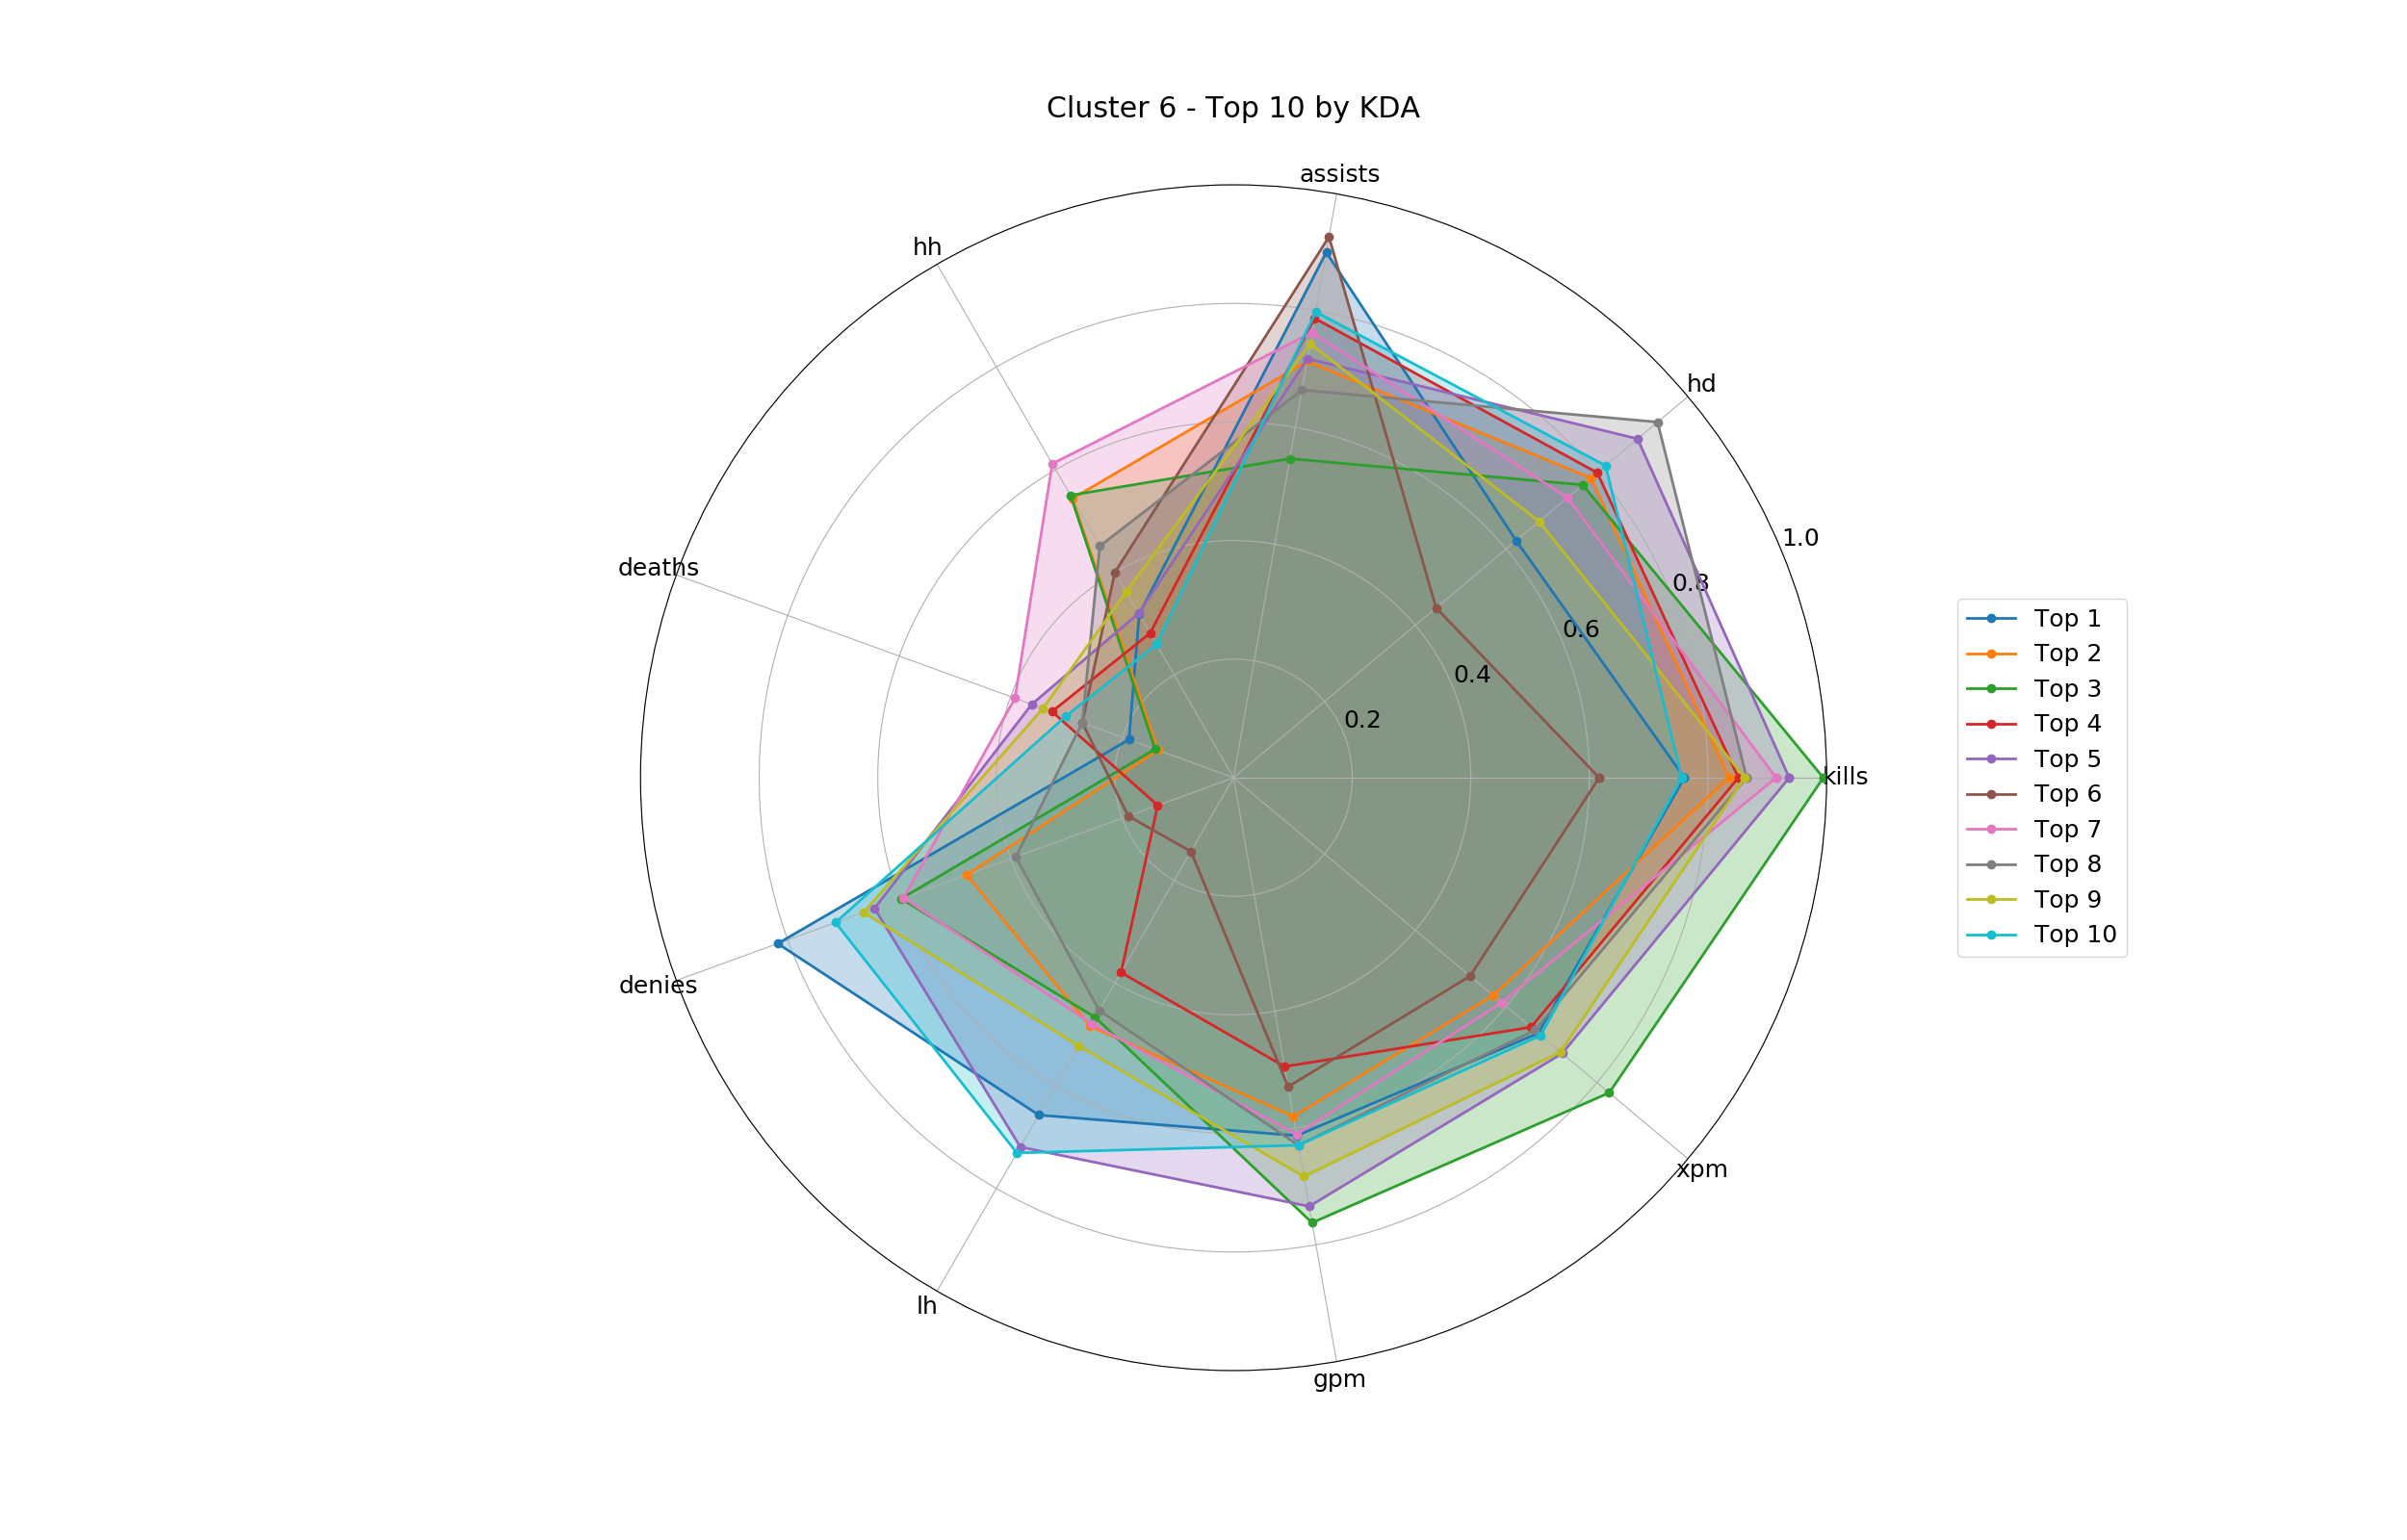 Cluster 6 - Top 10 by KDA
assists
hh
hd
1.0
deaths
0.8
0.6
0.4
0.2
kills
denies
xpm
lh
gpm
Top 1
Top 2
Top 3
Top 4
Top 5
Top 6
Top 7
Top 8
Top 9
Top 10